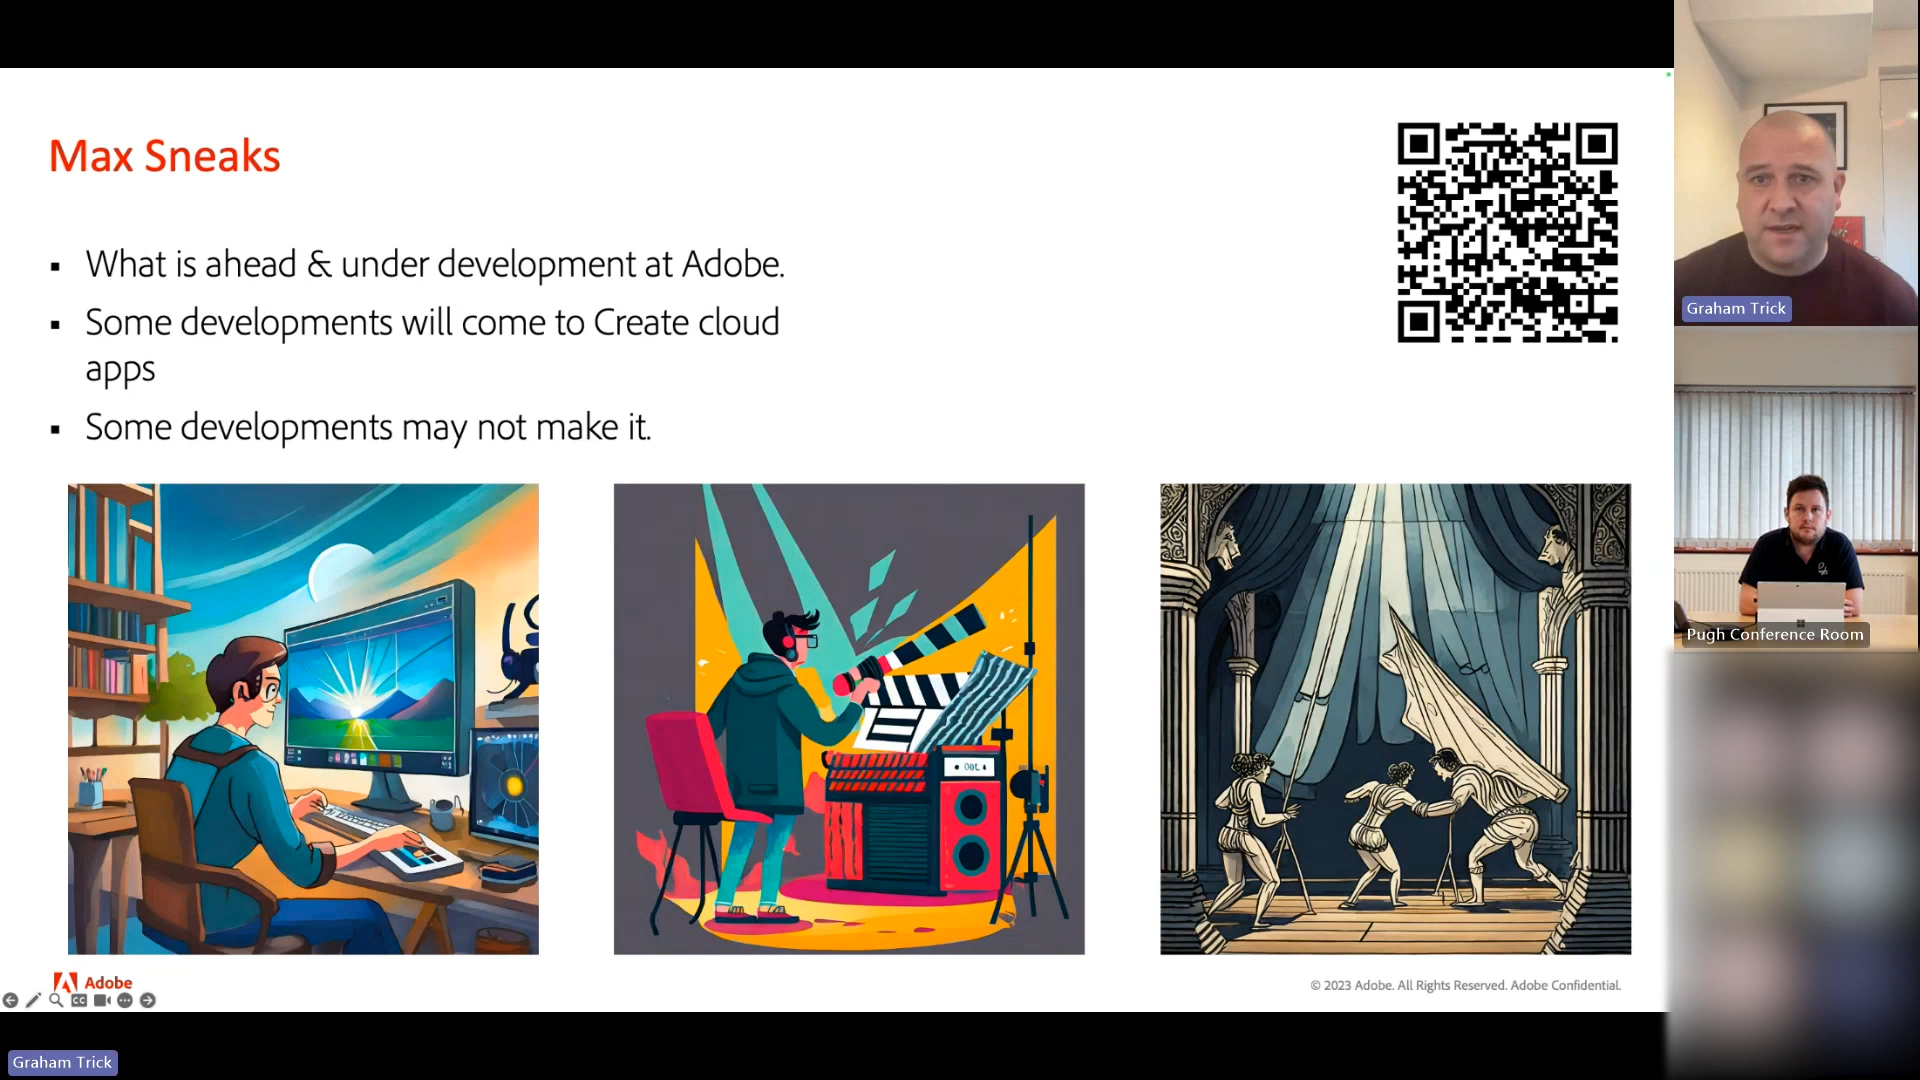 Max Sneaks
What is ahead & under development at Adobe.
Some developments will come to Create cloud
apps
Some developments may not make it.
Graham Trick
Pugh Conference Room
Adobe
© 2023 Adobe. All Rights Reserved. Adobe Confidential.
CC
Graham Trick